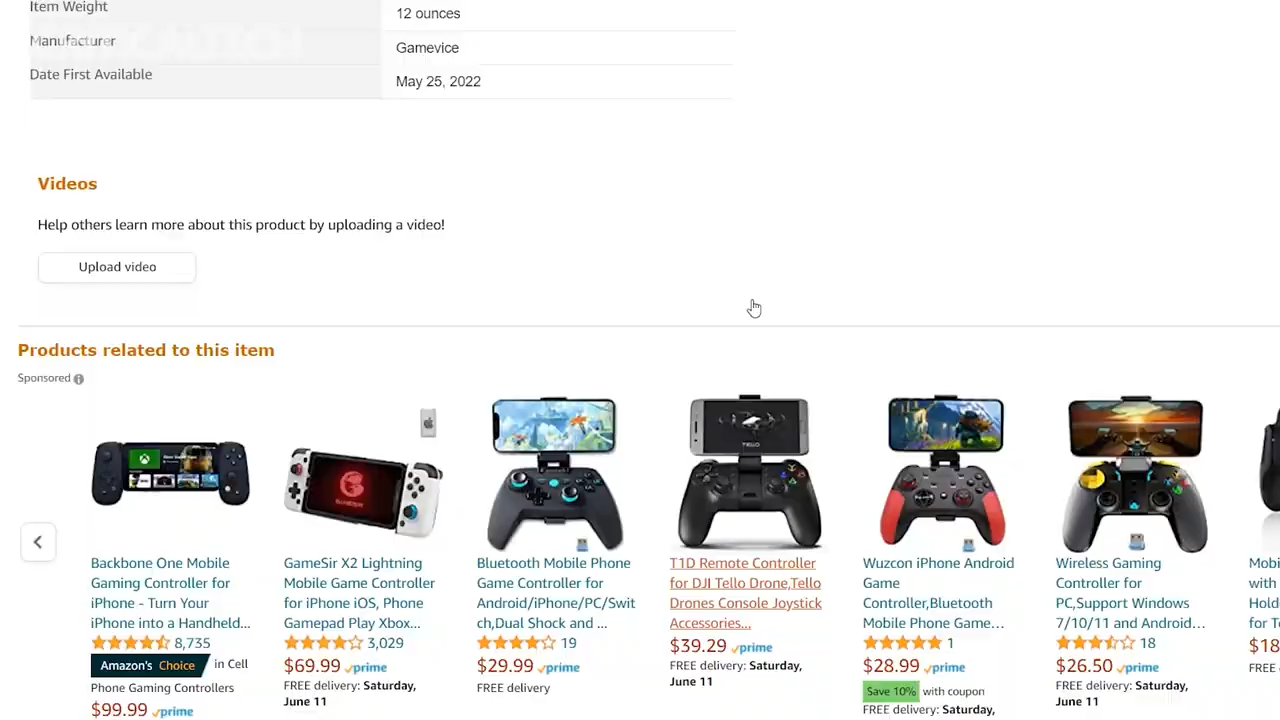 Item Weight
12 ounces
Manufacturer
Gamevice
Date First Available
May 25, 2022
Videos
Help others learn more about this product by uploading a video!
Upload video
Products related to this item
Sponsored
Backbone One Mobile
Gaming Controller for
iPhone - Turn Your
iPhone into a Handheld...
8,735
Amazon's Choice in Cell
Phone Gaming Controllers
$99.99 prime
GameSir X2 Lightning
Mobile Game Controller
for iPhone iOS, Phone
Gamepad Play Xbox...
3,029
$69.99 prime
FREE delivery: Saturday,
June 11
Bluetooth Mobile Phone
Game Controller for
Android/iPhone/PC/Swit
ch,Dual Shock and ...
19
$29.99 prime
FREE delivery
TELLO
T1D Remote Controller
for DJI Tello Drone,Tello
Drones Console Joystick
Accessories...
$39.29 prime
FREE delivery: Saturday,
June 11
Wuzcon iPhone Android
Game
Controller,Bluetooth
Mobile Phone Game...
1
$28.99 prime
Save 10% with coupon
FREE delivery: Saturday,
Wireless Gaming
Controller for
PC,Support Windows
7/10/11 and Android...
18
$26.50 prime
FREE delivery: Saturday,
June 11
Mobi
with
Hold
for T
$18
FREE